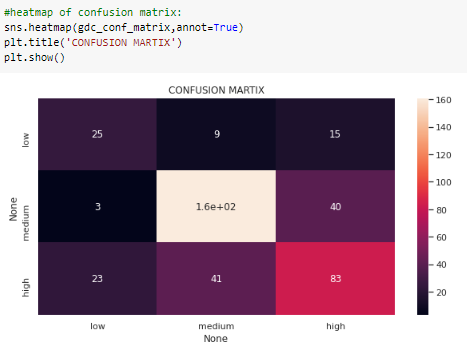 #heatmap of confusion matrix:
sns.heatmap(gdc_conf_matrix,annot=True)
plt.title('CONFUSION MARTIX')
plt.show()
CONFUSION MARTIX
low 25 9 15
medium 3 1.6e+02 40
high 23 41 83
None
low medium high
None
160
140
120
100
80
60
40
20